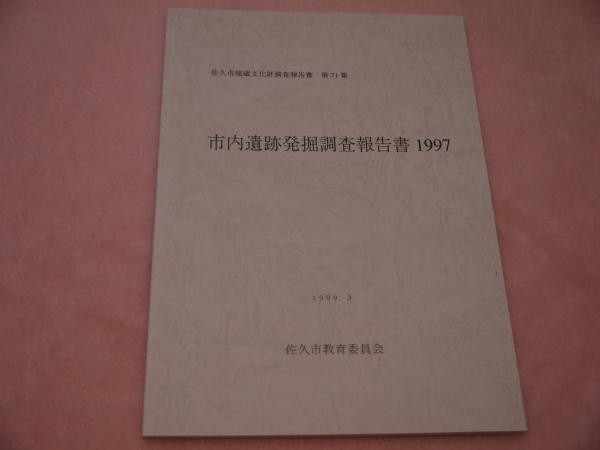 佐久市埋蔵文化財調査報告書 第71集
市内遺跡発掘調査報告書 1997
1999.3
佐久市教育委員会